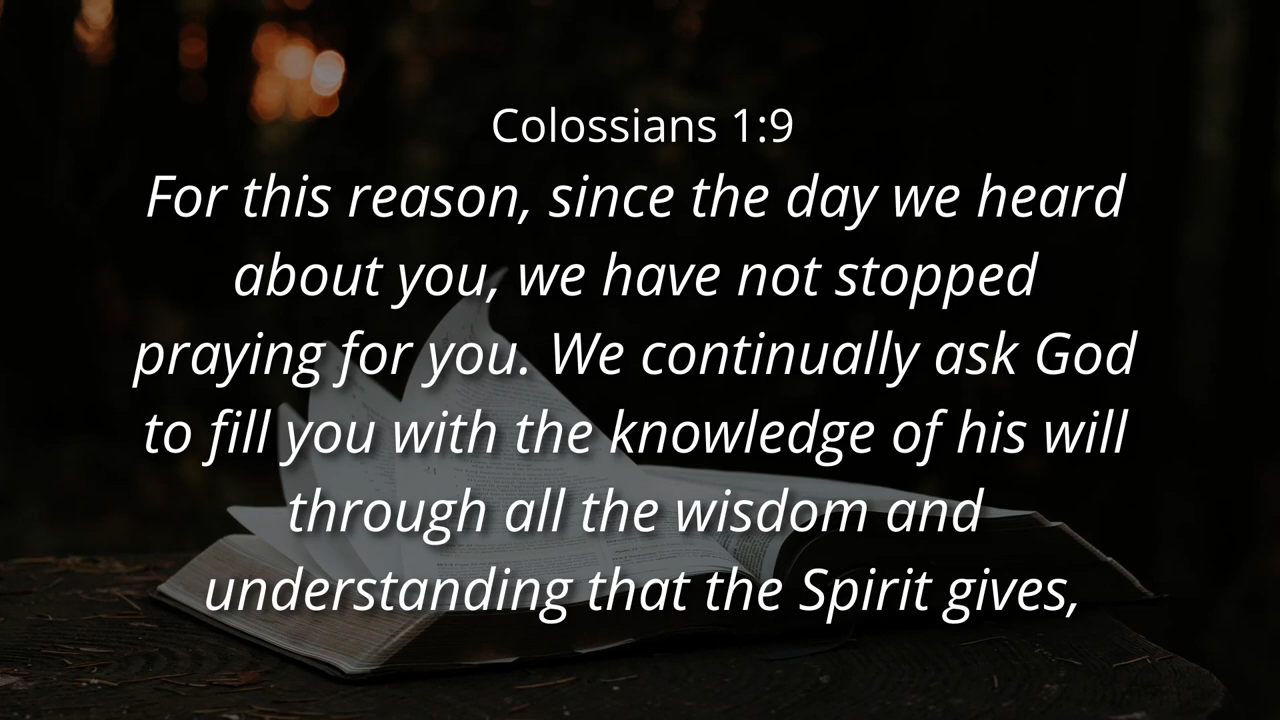 Colossians 1:9
For this reason, since the day we heard
about you, we have not stopped
praying for you. We continually ask God
to fill you with the knowledge of his will
through all the wisdom and
understanding that the Spirit gives,